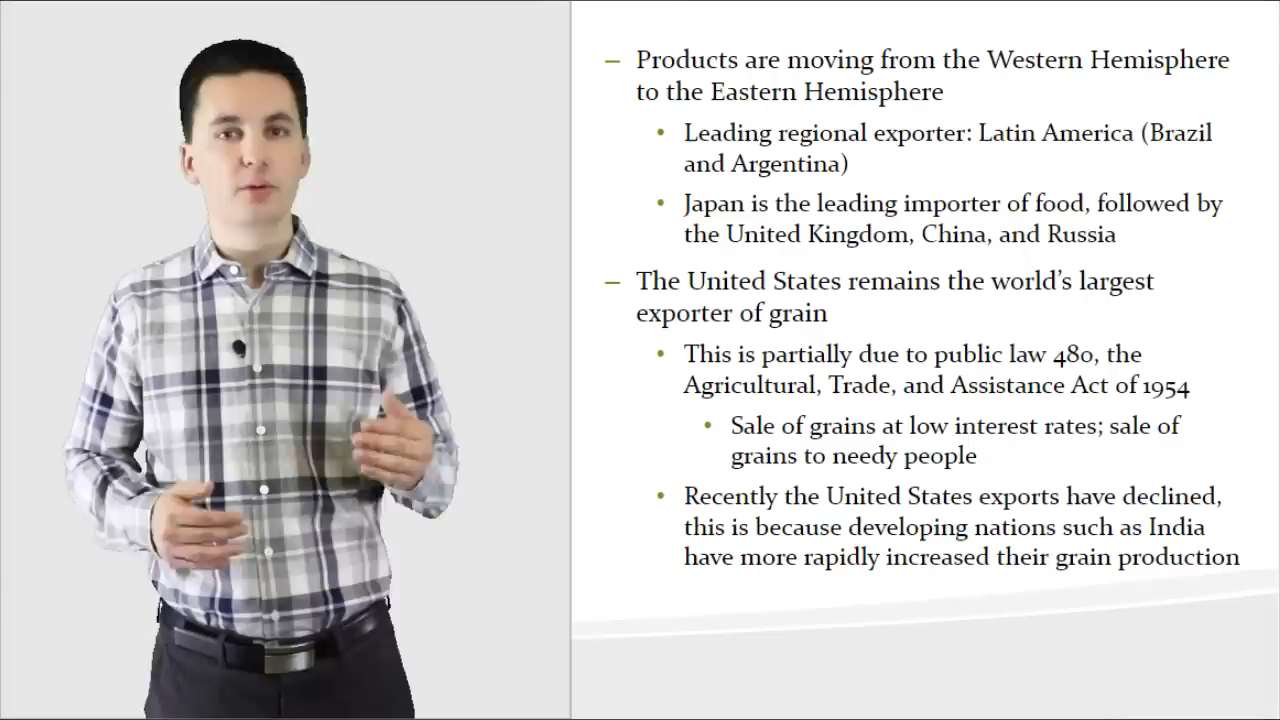 – Products are moving from the Western Hemisphere
to the Eastern Hemisphere
• Leading regional exporter: Latin America (Brazil
and Argentina)
• Japan is the leading importer of food, followed by
the United Kingdom, China, and Russia
– The United States remains the world's largest
exporter of grain
• This is partially due to public law 480, the
Agricultural, Trade, and Assistance Act of 1954
• Sale of grains at low interest rates; sale of
grains to needy people
• Recently the United States exports have declined,
this is because developing nations such as India
have more rapidly increased their grain production